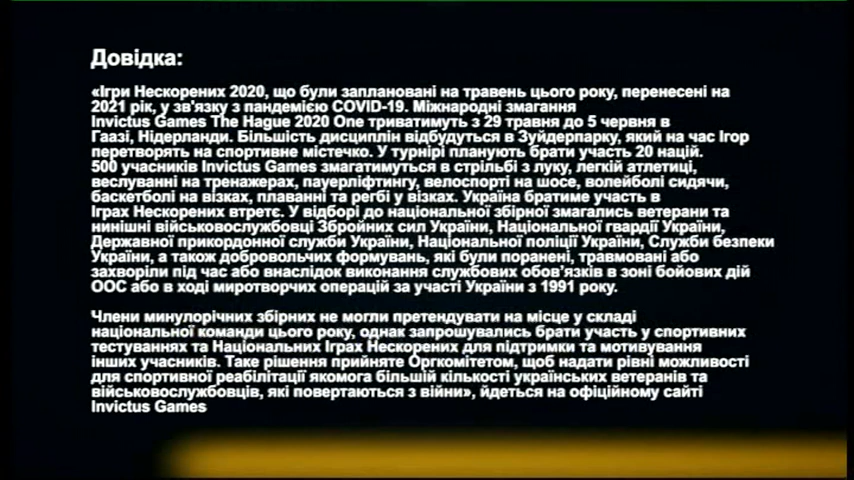 Довідка:
«Ігри Нескорених 2020, що були заплановані на травень цього року, перенесені на
2021 рік, у зв'язку з пандемією COVID-19. Міжнародні змагання
Invictus Games The Hague 2020 One триватимуть з 29 травня до 5 червня в
Гаазі, Нідерланди. Більшість дисциплін відбудуться в Зуйдерпарку, який на час Ігор
перетворять на спортивне містечко. У турнірі планують брати участь 20 націй.
500 учасників Invictus Games змагатимуться в стрільбі з луку, легкій атлетиці,
веслуванні на тренажерах, пауерліфтингу, велоспорті на шосе, волейболі сидячи,
баскетболі на візках, плаванні та регбі у візках. Україна братиме участь в
Іграх Нескорених втретє. У відборі до національної збірної змагались ветерани та
нинішні військовослужбовці Збройних сил України, Національної гвардії України,
Державної прикордонної служби України, Національної поліції України, Служби безпеки
України, а також добровольчих формувань, які були поранені, травмовані або
захворіли під час або внаслідок виконання службових обов'язків в зоні бойових дій
ООС або в ході миротворчих операцій за участі України з 1991 року.
Члени минулорічних збірних не могли претендувати на місце у складі
національної команди цього року, однак запрошувались брати участь у спортивних
тестуваннях та Національних Іграх Нескорених для підтримки та мотивування
інших учасників. Таке рішення прийняте Оргкомітетом, щоб надати рівні можливості
для спортивної реабілітації якомога більшій кількості українських ветеранів та
військовослужбовців, які повертаються з війни», йдеться на офіційному сайті
Invictus Games